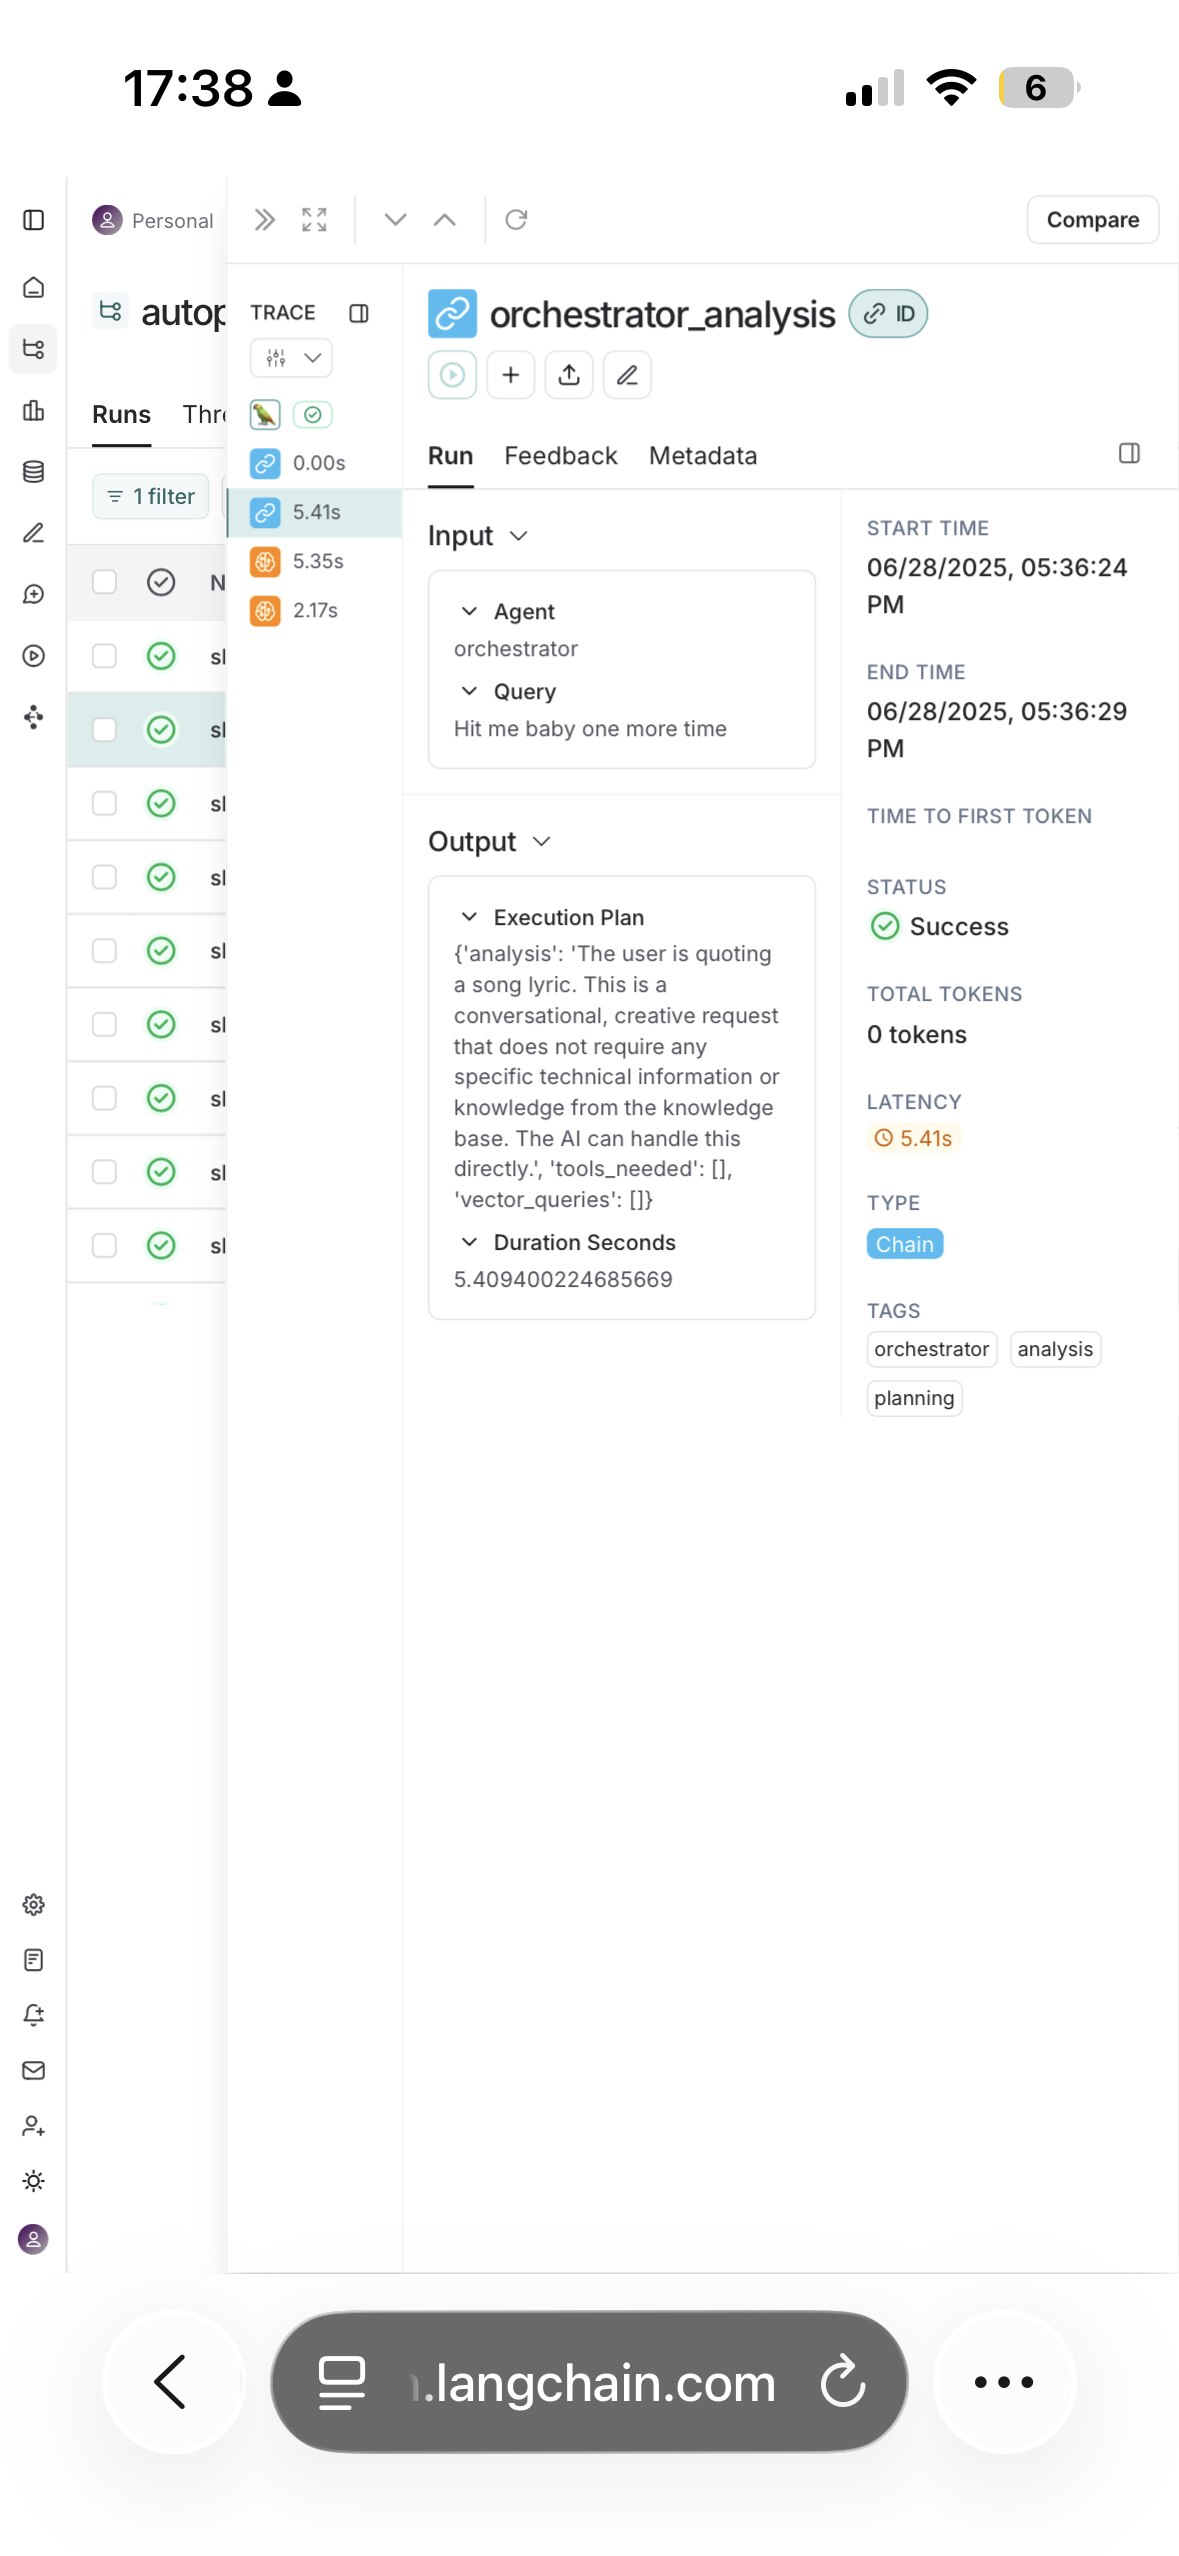 17:38
6
Personal
Compare
autop
TRACE
orchestrator_analysis
ID
Runs
Thre
0.00s
Run
Feedback
Metadata
1 filter
5.41s
5.35s
2.17s
N
sl
sl
sl
sl
sl
sl
sl
sl
sl
Input
Agent
orchestrator
Query
Hit me baby one more time
Output
Execution Plan
{'analysis': 'The user is quoting
a song lyric. This is a
conversational, creative request
that does not require any
specific technical information or
knowledge from the knowledge
base. The AI can handle this
directly.', 'tools_needed': [],
'vector_queries': []}
Duration Seconds
5.409400224685669
START TIME
06/28/2025, 05:36:24
PM
END TIME
06/28/2025, 05:36:29
PM
TIME TO FIRST TOKEN
STATUS
Success
TOTAL TOKENS
0 tokens
LATENCY
5.41s
TYPE
Chain
TAGS
orchestrator
analysis
planning
.langchain.com